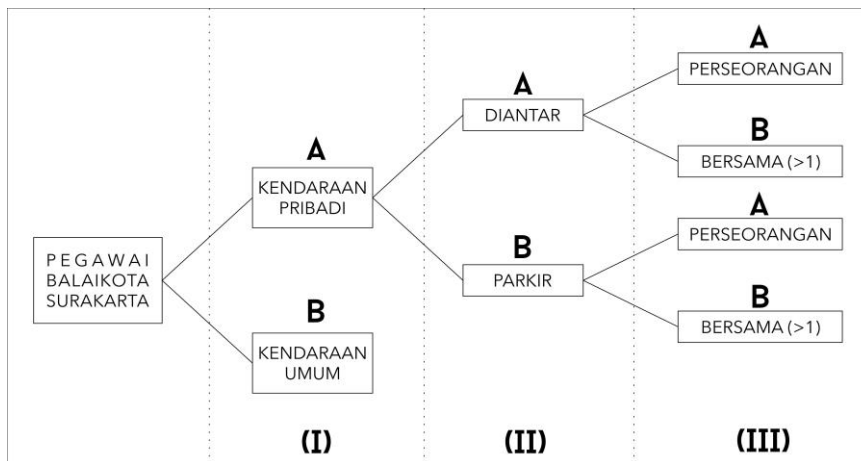 PEGAWAI
BALAIKOTA
SURAKARTA
A
KENDARAAN
PRIBADI
B
KENDARAAN
UMUM
(I)
A
DIANTAR
B
PARKIR
(II)
A
PERSEORANGAN
B
BERSAMA (>1)
A
PERSEORANGAN
B
BERSAMA (>1)
(III)